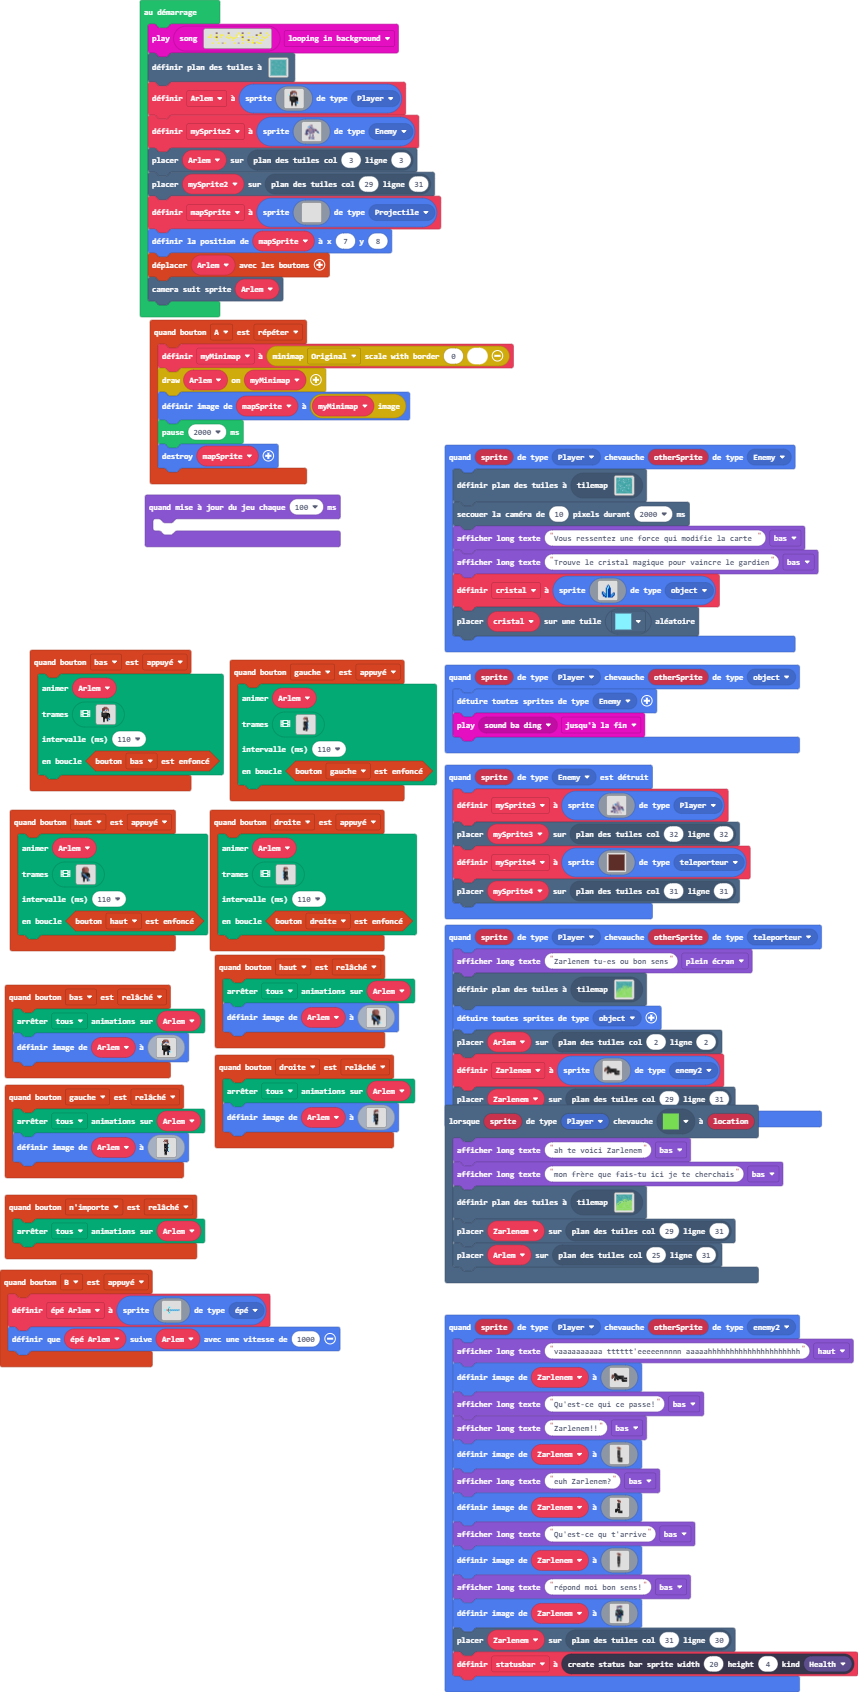 au démarrage
play song looping in background
définir plan des tuiles à
définir Arlem à sprite de type Player
définir mySprite2 à sprite de type Enemy
placer Arlem sur plan des tuiles col 3 ligne 3
placer mySprite2 sur plan des tuiles col 29 ligne 31
définir mapSprite à sprite de type Projectile
définir la position de mapSprite à x 7 y 8
déplacer Arlem avec les boutons
camera suit sprite Arlem
quand bouton A est répéter
définir myMinimap à minimap Original scale with border 0
draw Arlem on myMinimap
définir image de mapSprite à myMinimap image
pause 2000 ms
destroy mapSprite
quand mise à jour du jeu chaque 100 ms
quand bouton bas est appuyé
animer Arlem
trames
intervalle (ms) 110
en boucle bouton bas est enfoncé
quand bouton gauche est appuyé
animer Arlem
trames
intervalle (ms) 110
en boucle bouton gauche est enfoncé
quand bouton haut est appuyé
animer Arlem
trames
intervalle (ms) 110
en boucle bouton haut est enfoncé
quand bouton droite est appuyé
animer Arlem
trames
intervalle (ms) 110
en boucle bouton droite est enfoncé
quand bouton bas est relâché
arrêter tous animations sur Arlem
définir image de Arlem à
quand bouton haut est relâché
arrêter tous animations sur Arlem
définir image de Arlem à
quand bouton gauche est relâché
arrêter tous animations sur Arlem
définir image de Arlem à
quand bouton droite est relâché
arrêter tous animations sur Arlem
définir image de Arlem à
quand bouton n'importe est relâché
arrêter tous animations sur Arlem
quand bouton B est appuyé
définir épé Arlem à sprite de type épé
définir que épé Arlem suive Arlem avec une vitesse de 1000
quand sprite de type Player chevauche otherSprite de type Enemy
définir plan des tuiles à tilemap
secouer la caméra de 10 pixels durant 2000 ms
afficher long texte "Vous ressentez une force qui modifie la carte " bas
afficher long texte "Trouve le cristal magique pour vaincre le gardien" bas
définir cristal à sprite de type object
placer cristal sur une tuile aléatoire
quand sprite de type Player chevauche otherSprite de type object
détuire toutes sprites de type Enemy
play sound ba ding jusqu'à la fin
quand sprite de type Enemy est détruit
définir mySprite3 à sprite de type Player
placer mySprite3 sur plan des tuiles col 32 ligne 32
définir mySprite4 à sprite de type teleporteur
placer mySprite4 sur plan des tuiles col 31 ligne 31
quand sprite de type Player chevauche otherSprite de type teleporteur
afficher long texte "Zarlenem tu-es ou bon sens" plein écran
définir plan des tuiles à tilemap
détuire toutes sprites de type object
placer Arlem sur plan des tuiles col 2 ligne 2
définir Zarlenem à sprite de type enemy2
placer Zarlenem sur plan des tuiles col 29 ligne 31
lorsque sprite de type Player chevauche à location
afficher long texte "ah te voici Zarlenem" bas
afficher long texte "mon frère que fais-tu ici je te cherchais" bas
définir plan des tuiles à tilemap
placer Zarlenem sur plan des tuiles col 29 ligne 31
placer Arlem sur plan des tuiles col 25 ligne 31
quand sprite de type Player chevauche otherSprite de type enemy2
haut
définir image de Zarlenem à
afficher long texte "Qu'est-ce qui ce passe!" bas
afficher long texte "Zarlenem!!" bas
définir image de Zarlenem à
afficher long texte "euh Zarlenem?" bas
définir image de Zarlenem à
afficher long texte "Qu'est-ce qu t'arrive" bas
définir image de Zarlenem à
afficher long texte "répond moi bon sens!" bas
définir image de Zarlenem à
placer Zarlenem sur plan des tuiles col 31 ligne 30
définir statusbar à create status bar sprite width 20 height 4 kind Health